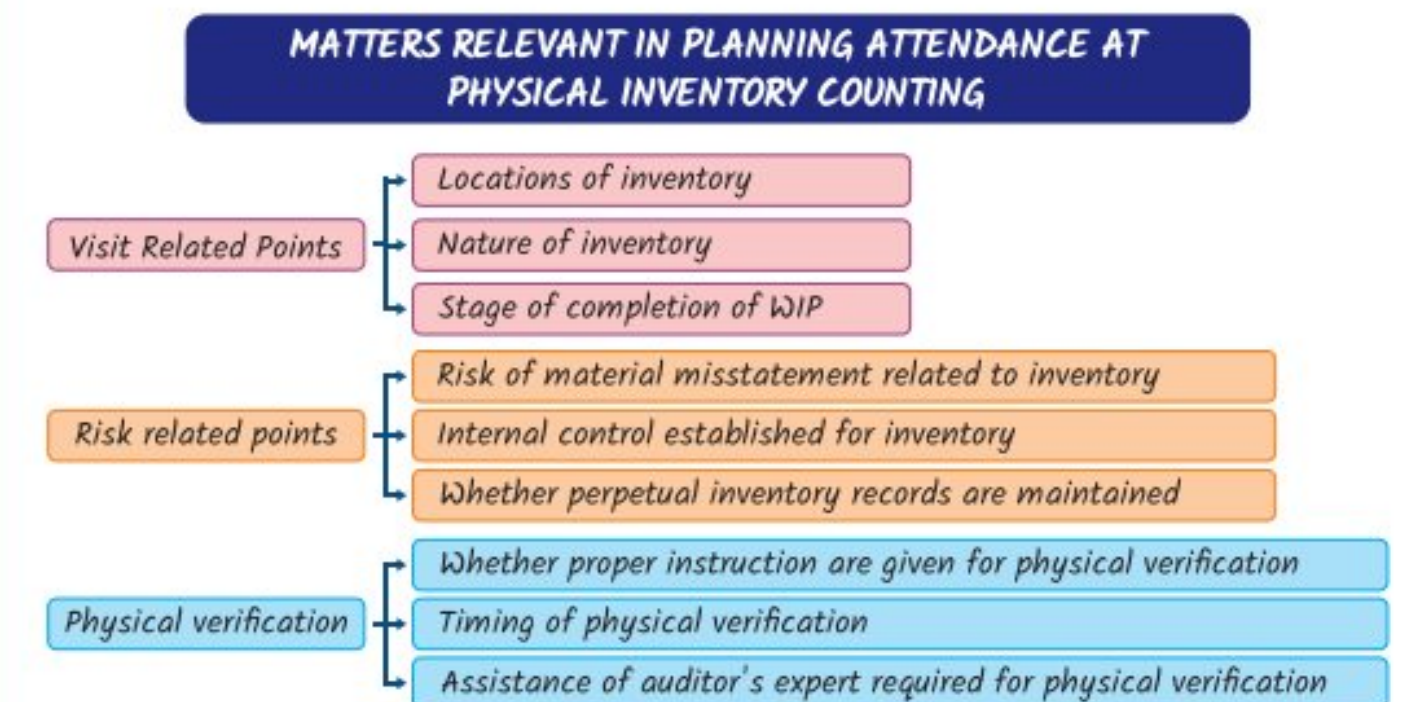 MATTERS RELEVANT IN PLANNING ATTENDANCE AT
PHYSICAL INVENTORY COUNTING
Visit Related Points
Locations of inventory
Nature of inventory
Stage of completion of WIP
Risk related points
Risk of material misstatement related to inventory
Internal control established for inventory
Whether perpetual inventory records are maintained
Physical verification
Whether proper instruction are given for physical verification
Timing of physical verification
Assistance of auditor's expert required for physical verification